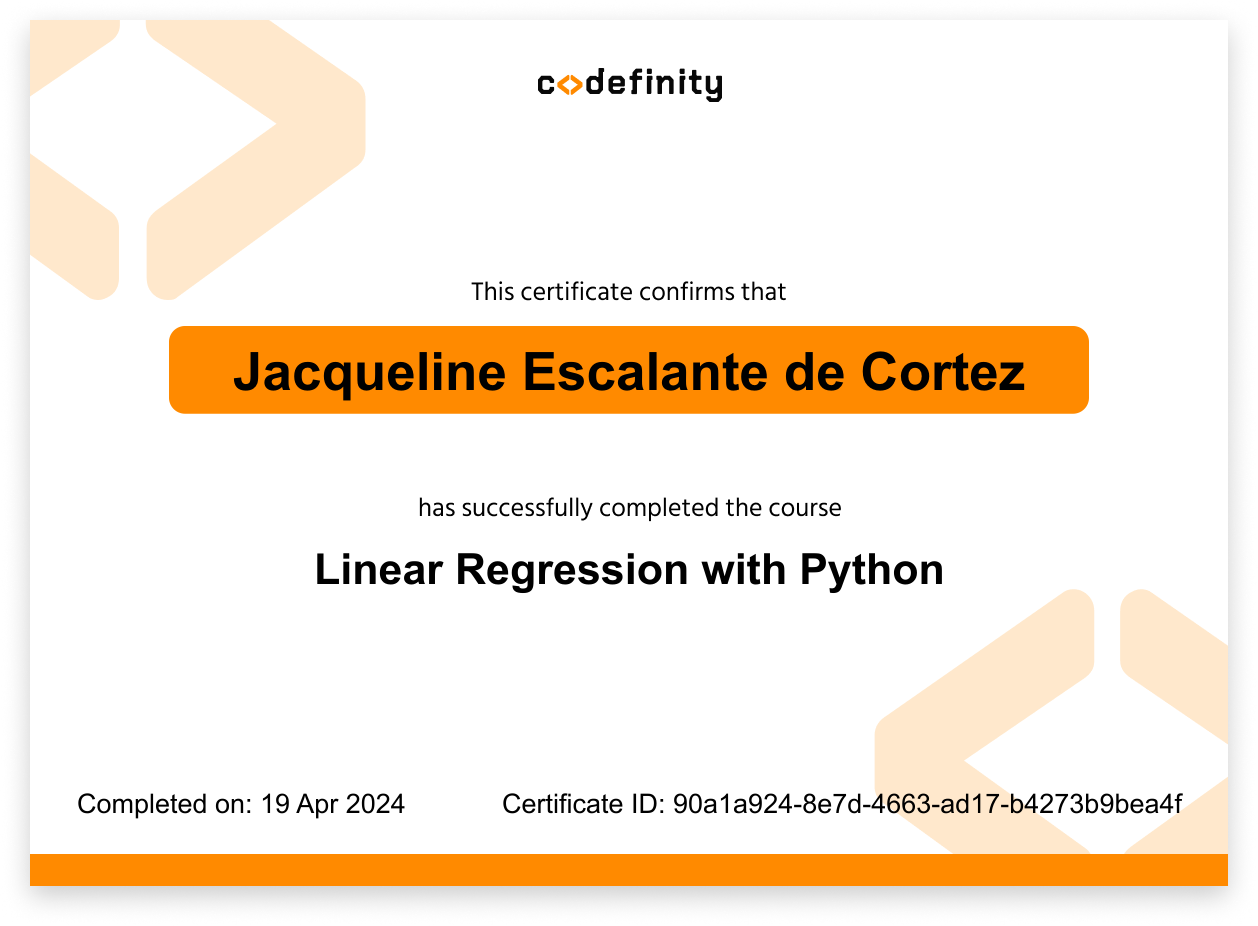 codefinity
This certificate confirms that
Jacqueline Escalante de Cortez
has successfully completed the course
Linear Regression with Python
Completed on: 19 Apr 2024
Certificate ID: 90a1a924-8e7d-4663-ad17-b4273b9bea4f